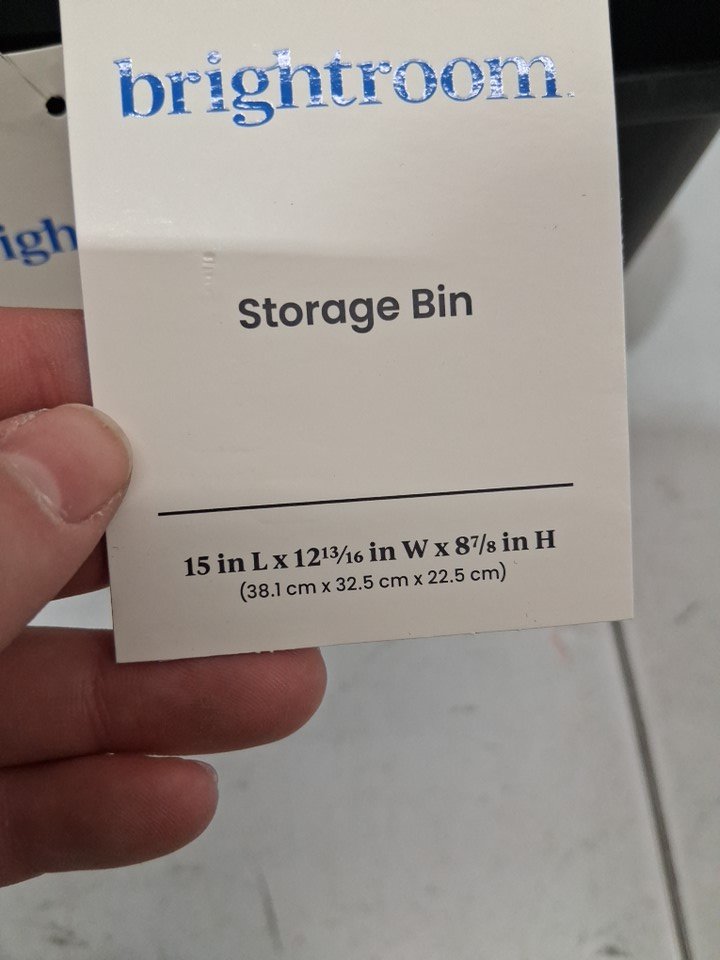 brightroom.
igh
Storage Bin
15 in L x 12¹³/₁₆ in W x 8⁷/₈ in H
(38.1 cm x 32.5 cm x 22.5 cm)